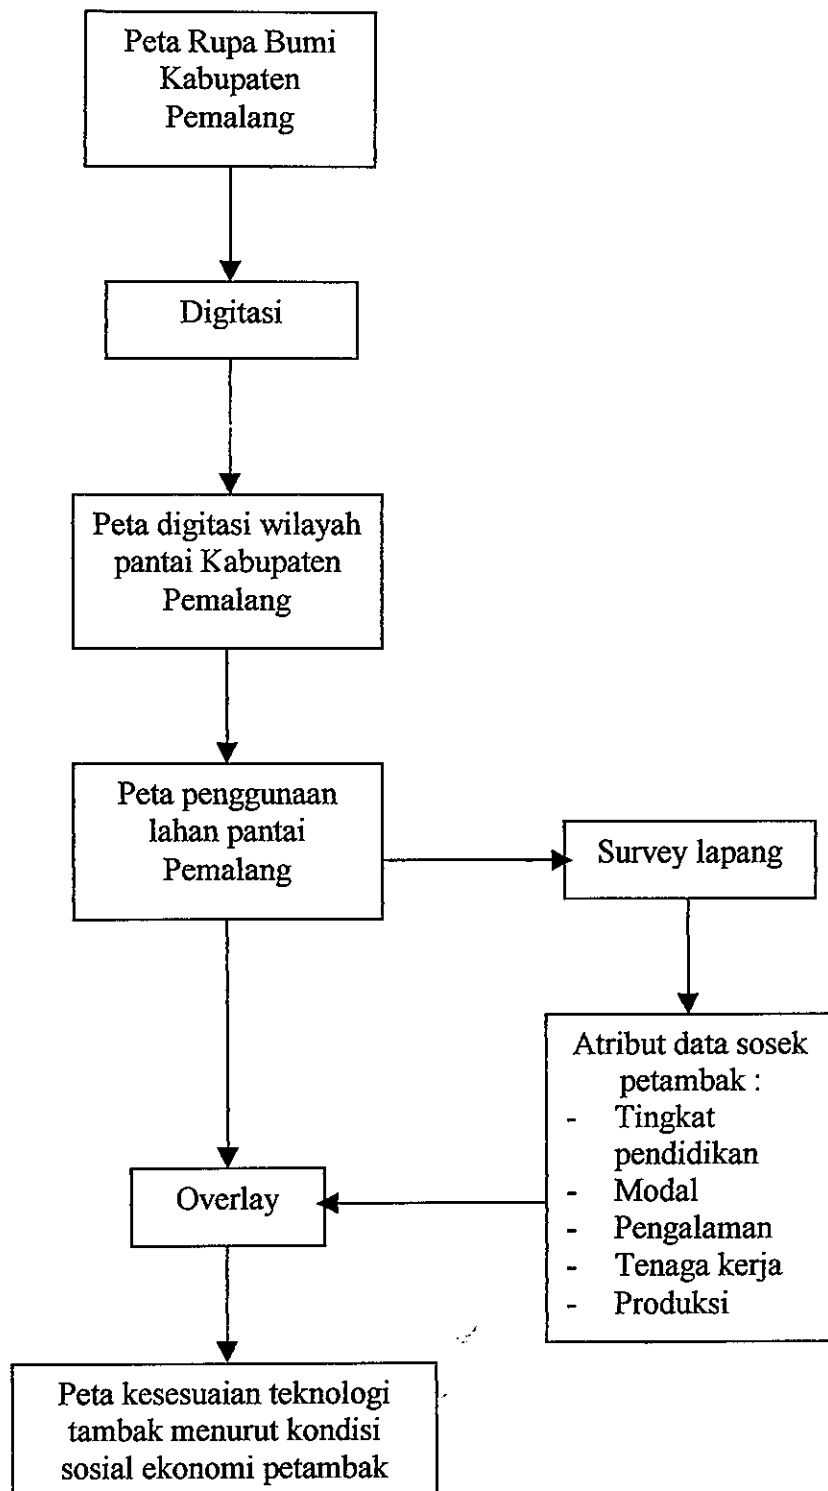 Peta Rupa Bumi
Kabupaten
Pemalang
Digitasi
Peta digitasi wilayah
pantai Kabupaten
Pemalang
Peta penggunaan
lahan pantai
Pemalang
Survey lapang
Atribut data sosek
petambak :
- Tingkat
pendidikan
- Modal
- Pengalaman
- Tenaga kerja
- Produksi
Overlay
Peta kesesuaian teknologi
tambak menurut kondisi
sosial ekonomi petambak